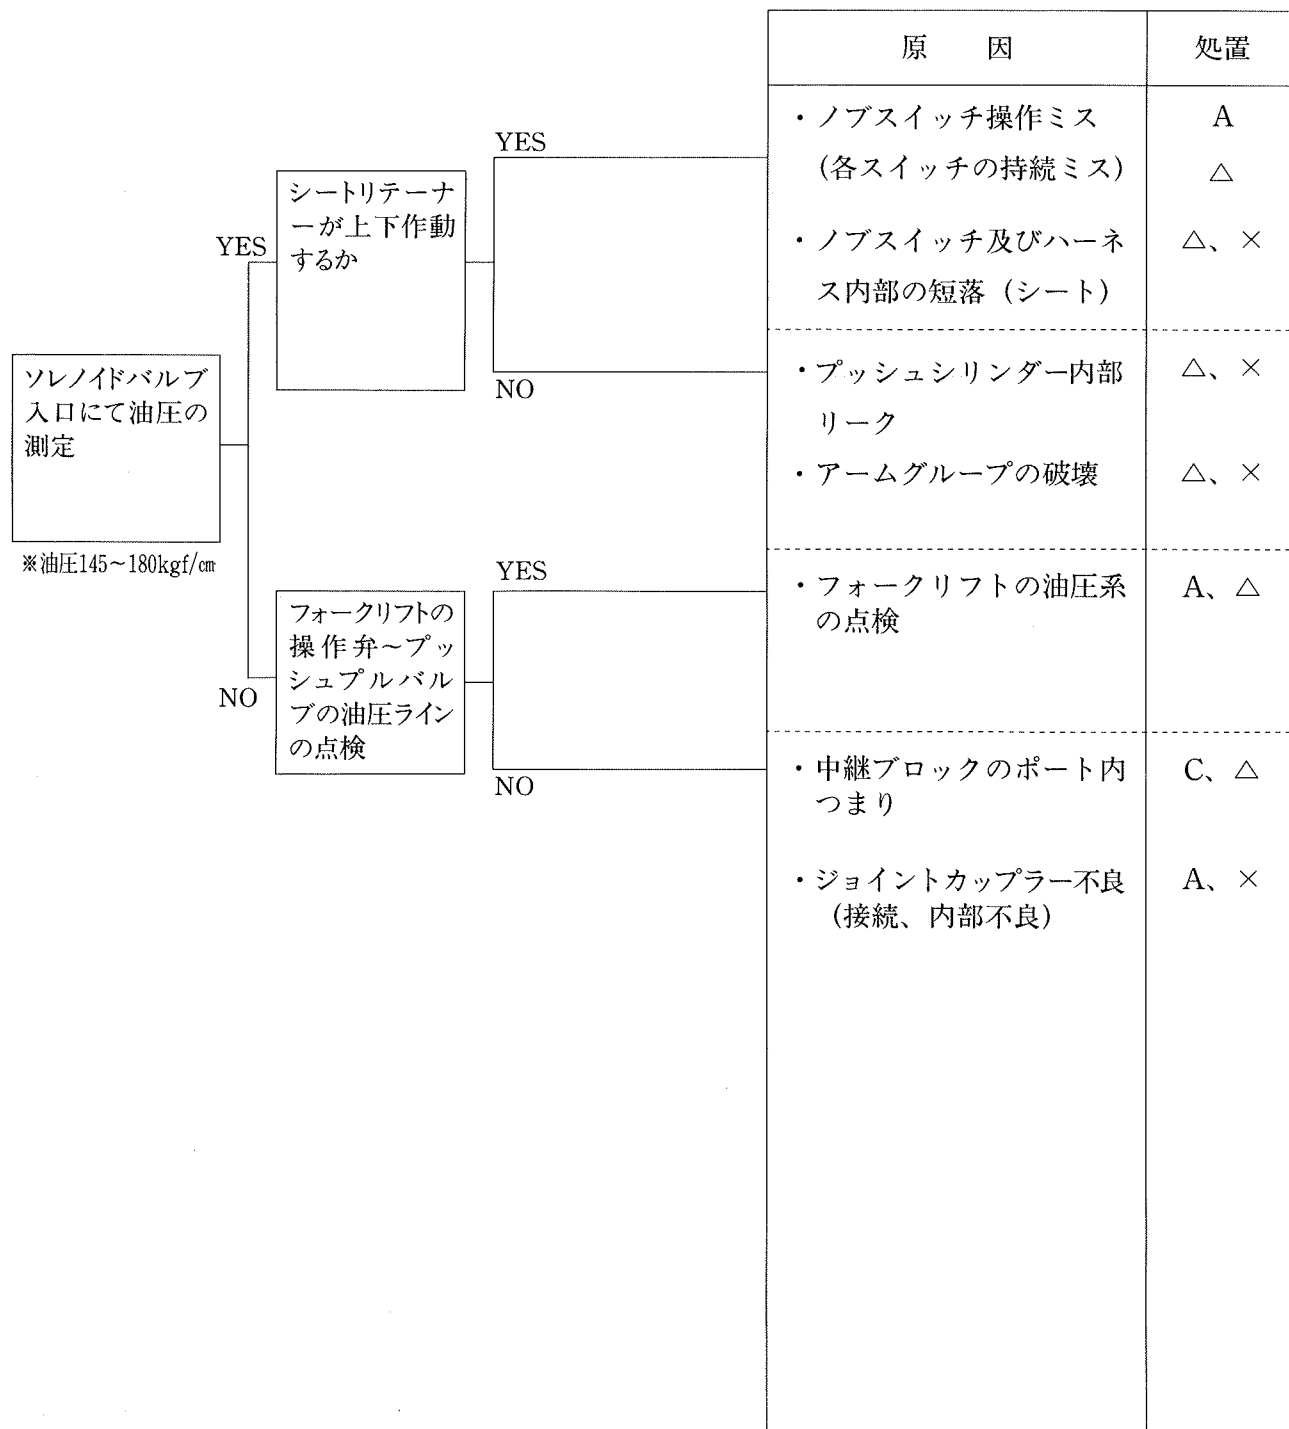 原　　因
処置
・ノブスイッチ操作ミス
A
（各スイッチの持続ミス）
△
・ノブスイッチ及びハーネ
△、×
ス内部の短落（シート）
YES
シートリテーナ
ーが上下作動
するか
YES
NO
・プッシュシリンダー内部
△、×
リーク
・アームグループの破壊
△、×
ソレノイドバルブ
入口にて油圧の
測定
※油圧145～180kgf/c㎡
YES
・フォークリフトの油圧系
A、△
の点検
フォークリフトの
操作弁～プッ
シュプルバル
ブの油圧ライン
の点検
NO
NO
・中継ブロックのポート内
C、△
つまり
・ジョイントカップラー不良
A、×
（接続、内部不良）